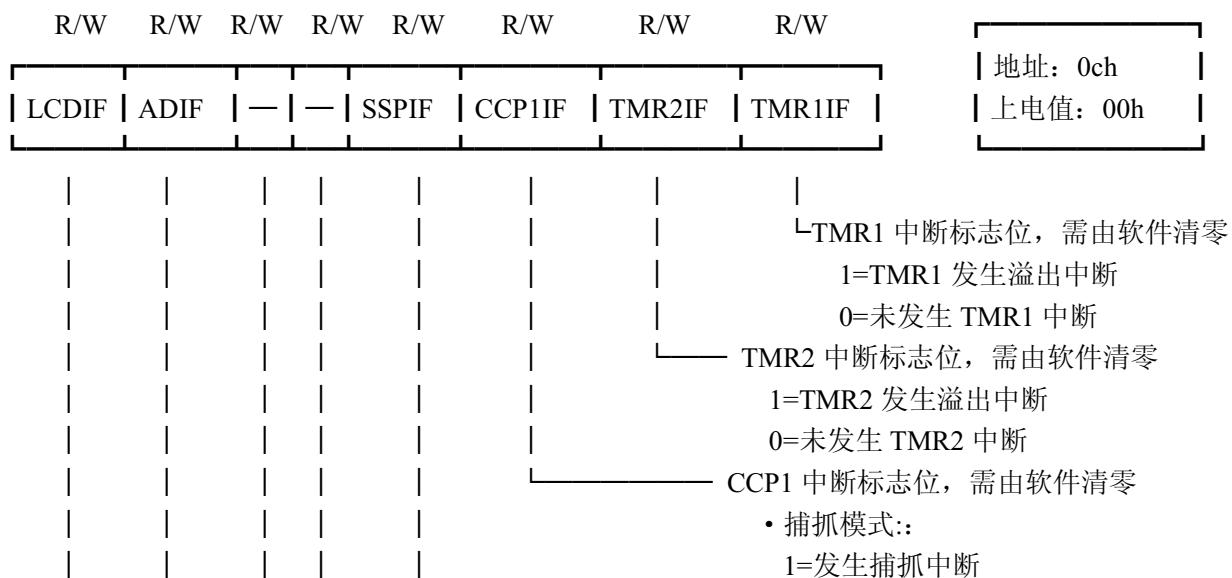 R/W R/W R/W R/W R/W R/W R/W R/W
地址：0ch
LCDIF ADIF — — SSPIF CCP1IF TMR2IF TMR1IF
上电值：00h
TMR1 中断标志位，需由软件清零
1=TMR1 发生溢出中断
0=未发生 TMR1 中断
TMR2 中断标志位，需由软件清零
1=TMR2 发生溢出中断
0=未发生 TMR2 中断
CCP1 中断标志位，需由软件清零
·捕抓模式:：
1=发生捕抓中断